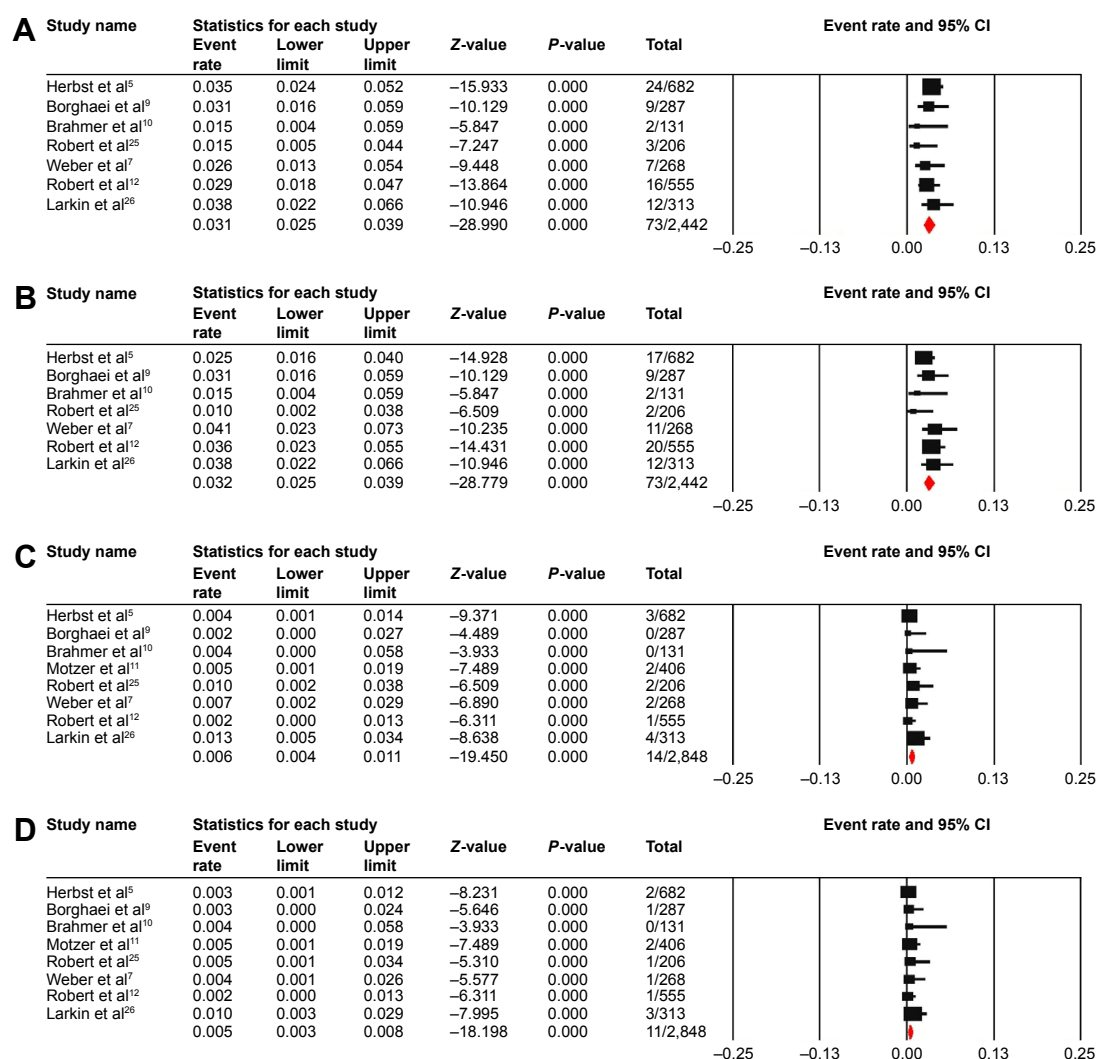 A Study name Statistics for each study Event rate and 95% CI
Event rate Lower limit Upper limit Z-value P-value Total
Herbst et al5 0.035 0.024 0.052 –15.933 0.000 24/682
Borghaei et al9 0.031 0.016 0.059 –10.129 0.000 9/287
Brahmer et al10 0.015 0.004 0.059 –5.847 0.000 2/131
Robert et al25 0.015 0.005 0.044 –7.247 0.000 3/206
Weber et al7 0.026 0.013 0.054 –9.448 0.000 7/268
Robert et al12 0.029 0.018 0.047 –13.864 0.000 16/555
Larkin et al26 0.038 0.022 0.066 –10.946 0.000 12/313
0.031 0.025 0.039 –28.990 0.000 73/2,442
–0.25 –0.13 0.00 0.13 0.25
B Study name Statistics for each study Event rate and 95% CI
Event rate Lower limit Upper limit Z-value P-value Total
Herbst et al5 0.025 0.016 0.040 –14.928 0.000 17/682
Borghaei et al9 0.031 0.016 0.059 –10.129 0.000 9/287
Brahmer et al10 0.015 0.004 0.059 –5.847 0.000 2/131
Robert et al25 0.010 0.002 0.038 –6.509 0.000 2/206
Weber et al7 0.041 0.023 0.073 –10.235 0.000 11/268
Robert et al12 0.036 0.023 0.055 –14.431 0.000 20/555
Larkin et al26 0.038 0.022 0.066 –10.946 0.000 12/313
0.032 0.025 0.039 –28.779 0.000 73/2,442
–0.25 –0.13 0.00 0.13 0.25
C Study name Statistics for each study Event rate and 95% CI
Event rate Lower limit Upper limit Z-value P-value Total
Herbst et al5 0.004 0.001 0.014 –9.371 0.000 3/682
Borghaei et al9 0.002 0.000 0.027 –4.489 0.000 0/287
Brahmer et al10 0.004 0.000 0.058 –3.933 0.000 0/131
Motzer et al11 0.005 0.001 0.019 –7.489 0.000 2/406
Robert et al25 0.010 0.002 0.038 –6.509 0.000 2/206
Weber et al7 0.007 0.002 0.029 –6.890 0.000 2/268
Robert et al12 0.002 0.000 0.013 –6.311 0.000 1/555
Larkin et al26 0.013 0.005 0.034 –8.638 0.000 4/313
0.006 0.004 0.011 –19.450 0.000 14/2,848
–0.25 –0.13 0.00 0.13 0.25
D Study name Statistics for each study Event rate and 95% CI
Event rate Lower limit Upper limit Z-value P-value Total
Herbst et al5 0.003 0.001 0.012 –8.231 0.000 2/682
Borghaei et al9 0.003 0.000 0.024 –5.646 0.000 1/287
Brahmer et al10 0.004 0.000 0.058 –3.933 0.000 0/131
Motzer et al11 0.005 0.001 0.019 –7.489 0.000 2/406
Robert et al25 0.005 0.001 0.034 –5.310 0.000 1/206
Weber et al7 0.004 0.001 0.026 –5.577 0.000 1/268
Robert et al12 0.002 0.000 0.013 –6.311 0.000 1/555
Larkin et al26 0.010 0.003 0.029 –7.995 0.000 3/313
0.005 0.003 0.008 –18.198 0.000 11/2,848
–0.25 –0.13 0.00 0.13 0.25